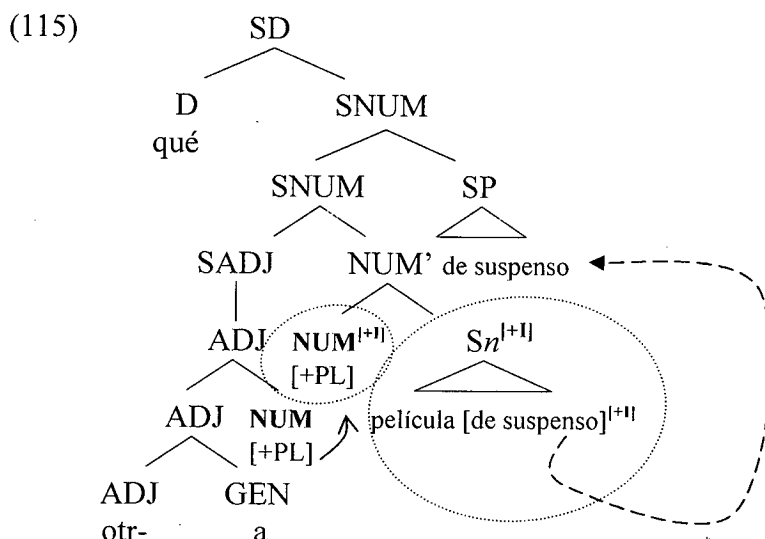 (115)
SD
D SNUM
qué
SNUM SP
SADJ NUM’ de suspenso
ADJ NUM[+I] Sn[+I]
[+PL]
ADJ NUM película [de suspenso][+I]
[+PL]
ADJ GEN
otr- a